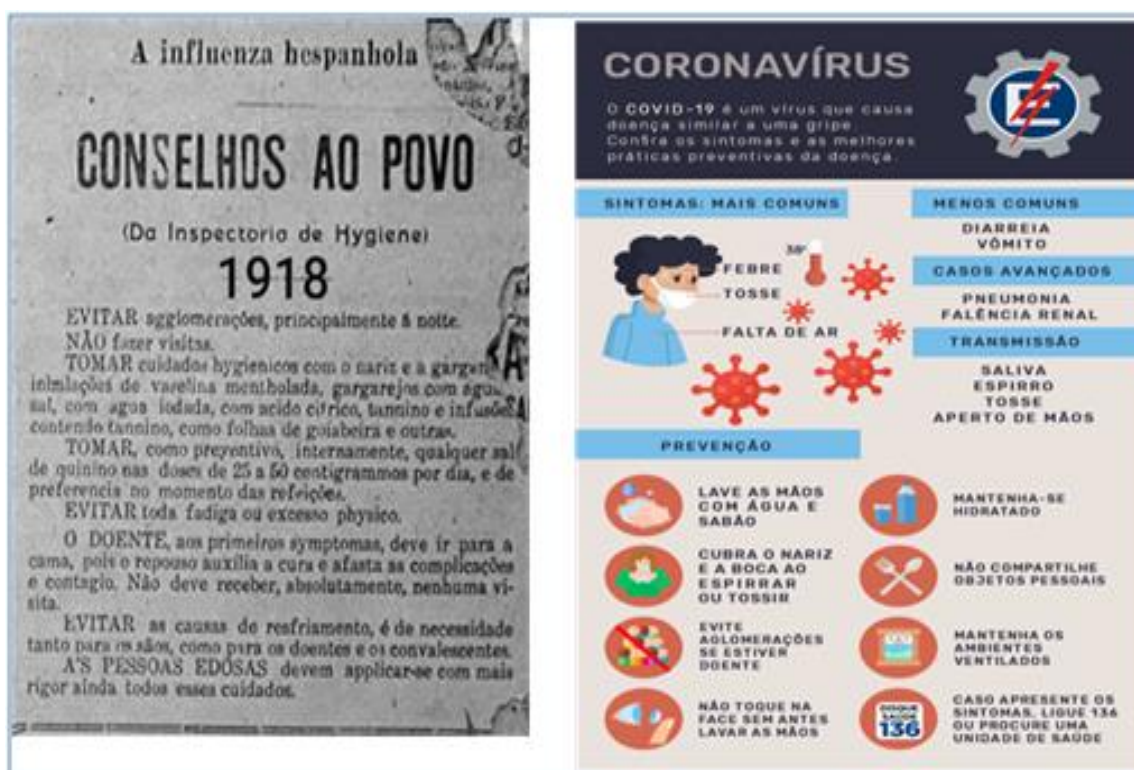 A influenza hespanhola
CONSELHOS AO POVO
(Da Inspectoria de Hygiene)
1918
EVITAR agglomerações, principalmente á noite.
NÃO fazer visitas.
TOMAR cuidados hygienicos com o nariz e a
inhalações de vaselina mentholada, gargarejos com
sal, com agua iodada, com acido citrico, tannino e infusões
contendo tannino, como folhas de goiabeira e outras.
TOMAR, como preventivo, internamente, qualquer sal
de quinino nas doses de 25 a 50 centigrammos por dia, e de
preferencia no momento das refeições.
EVITAR toda fadiga ou excesso physico.
O DOENTE, aos primeiros symptomas, deve ir para a
cama, pois o repouso auxilia a cura e afasta as complicações
e contagio. Não deve receber, absolutamente, nenhuma vi-
sita.
EVITAR as causas de resfriamento, é de necessidade
tanto para os sãos, como para os doentes e os convalescentes.
A'S PESSOAS EDOSAS devem applicar-se com mais
rigor ainda todos esses cuidados.
CORONAVÍRUS
O COVID-19 é um vírus que causa
doença similar a uma gripe.
Confira os sintomas e as melhores
práticas preventivas da doença.
E
SINTOMAS: MAIS COMUNS
38º
FEBRE
TOSSE
FALTA DE AR
MENOS COMUNS
DIARREIA
VÔMITO
CASOS AVANÇADOS
PNEUMONIA
FALÊNCIA RENAL
TRANSMISSÃO
SALIVA
ESPIRRO
TOSSE
APERTO DE MÃOS
PREVENÇÃO
LAVE AS MÃOS
COM ÁGUA E
SABÃO
CUBRA O NARIZ
E A BOCA AO
ESPIRRAR
OU TOSSIR
EVITE
AGLOMERAÇÕES
SE ESTIVER
DOENTE
NÃO TOQUE NA
FACE SEM ANTES
LAVAR AS MÃOS
MANTENHA-SE
HIDRATADO
NÃO COMPARTILHE
OBJETOS PESSOAIS
MANTENHA OS
AMBIENTES
VENTILADOS
DISQUE
SAÚDE
136
CASO APRESENTE OS
SINTOMAS, LIGUE 136
OU PROCURE UMA
UNIDADE DE SAÚDE